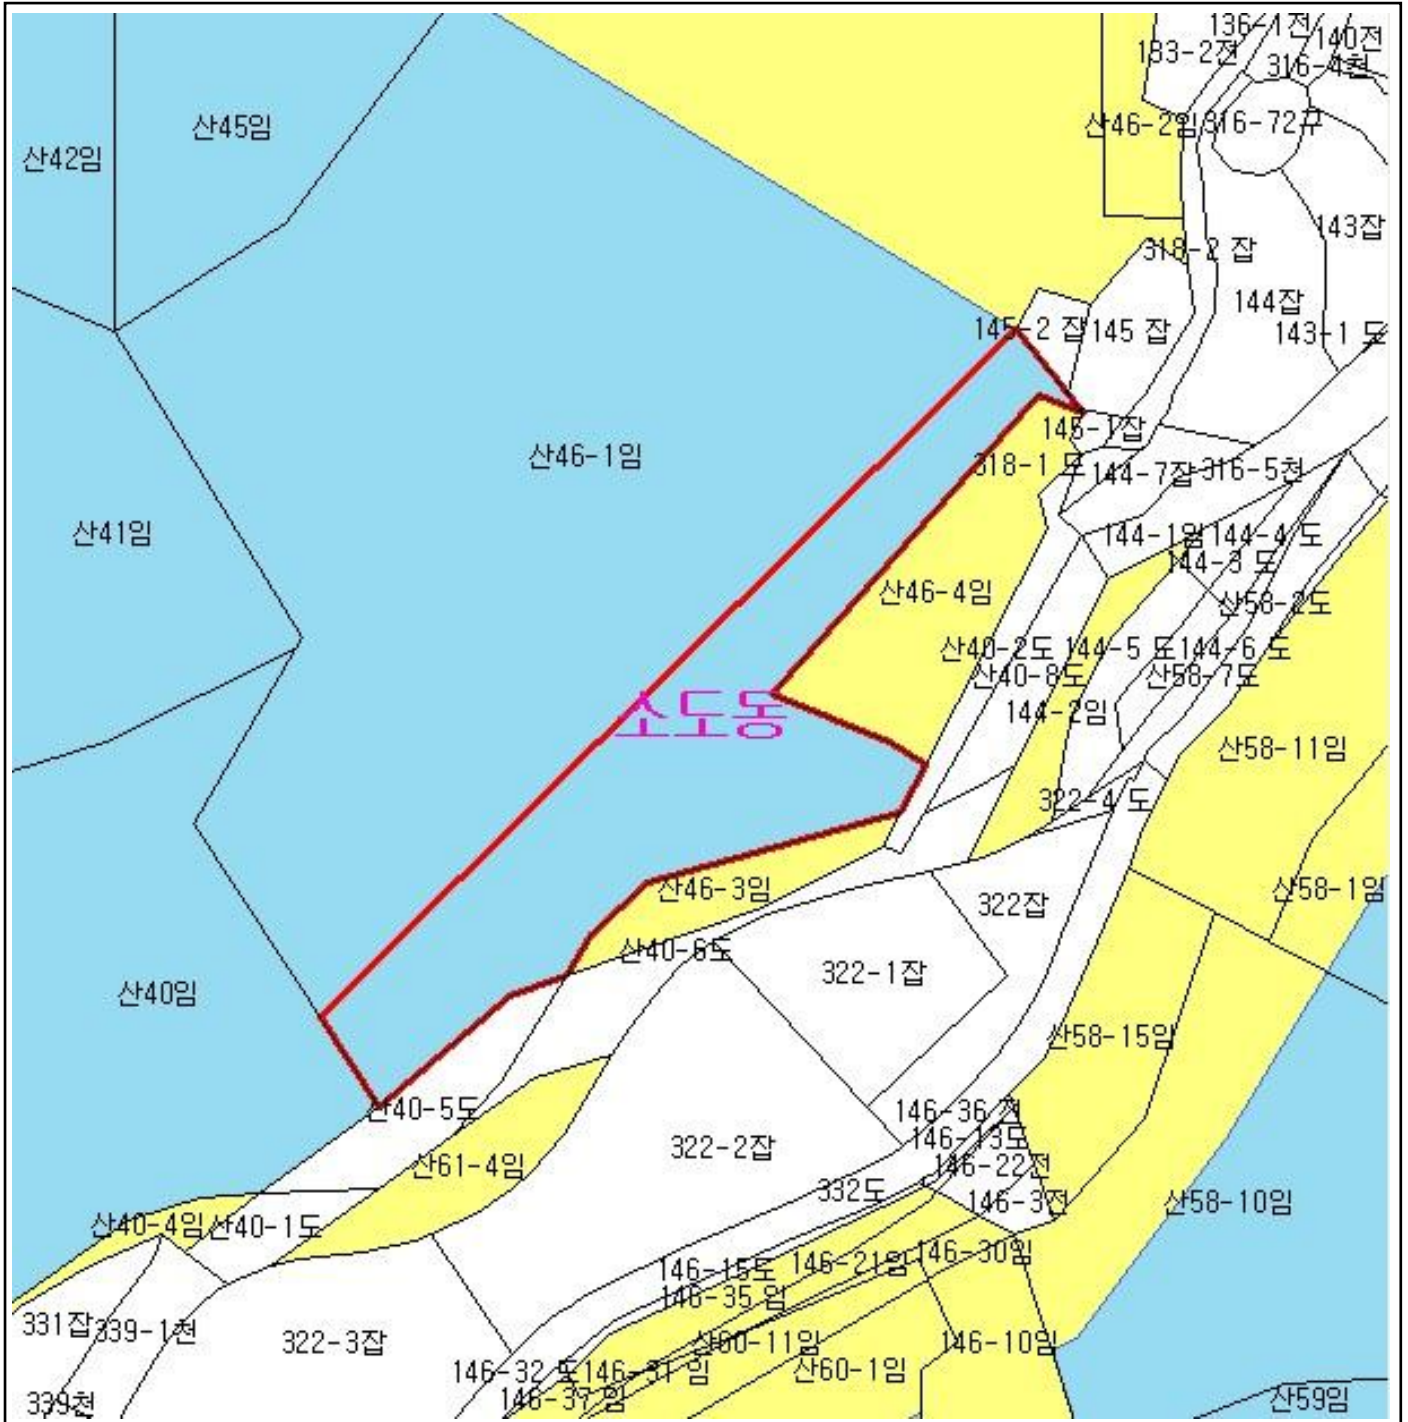 136-1전
140전
183-2전
316-4천
산46-2임
316-72구
산45임
산42임
143잡
318-2 잡
144잡
145-2 잡
145 잡
143-1 도
145-1잡
산46-1임
318-1 도
144-7잡
316-5천
산41임
144-1임
144-4 도
144-3 도
산46-4임
산58-2도
산40-2도
144-5 도
144-6 도
산40-8도
산58-7도
144-2임
소도동
산58-11임
322-4 도
산46-3임
산58-1임
322잡
산40-6도
322-1잡
산40임
산58-15임
산40-5도
146-36 전
146-13도
322-2잡
산61-4임
146-22전
332도
146-3전
산58-10임
산40-4임
산40-1도
146-30임
146-21임
146-15도
146-35 임
331잡
339-1천
322-3잡
산60-11임
146-10임
146-32 도
146-31 임
산60-1임
146-37 임
산59임
339천